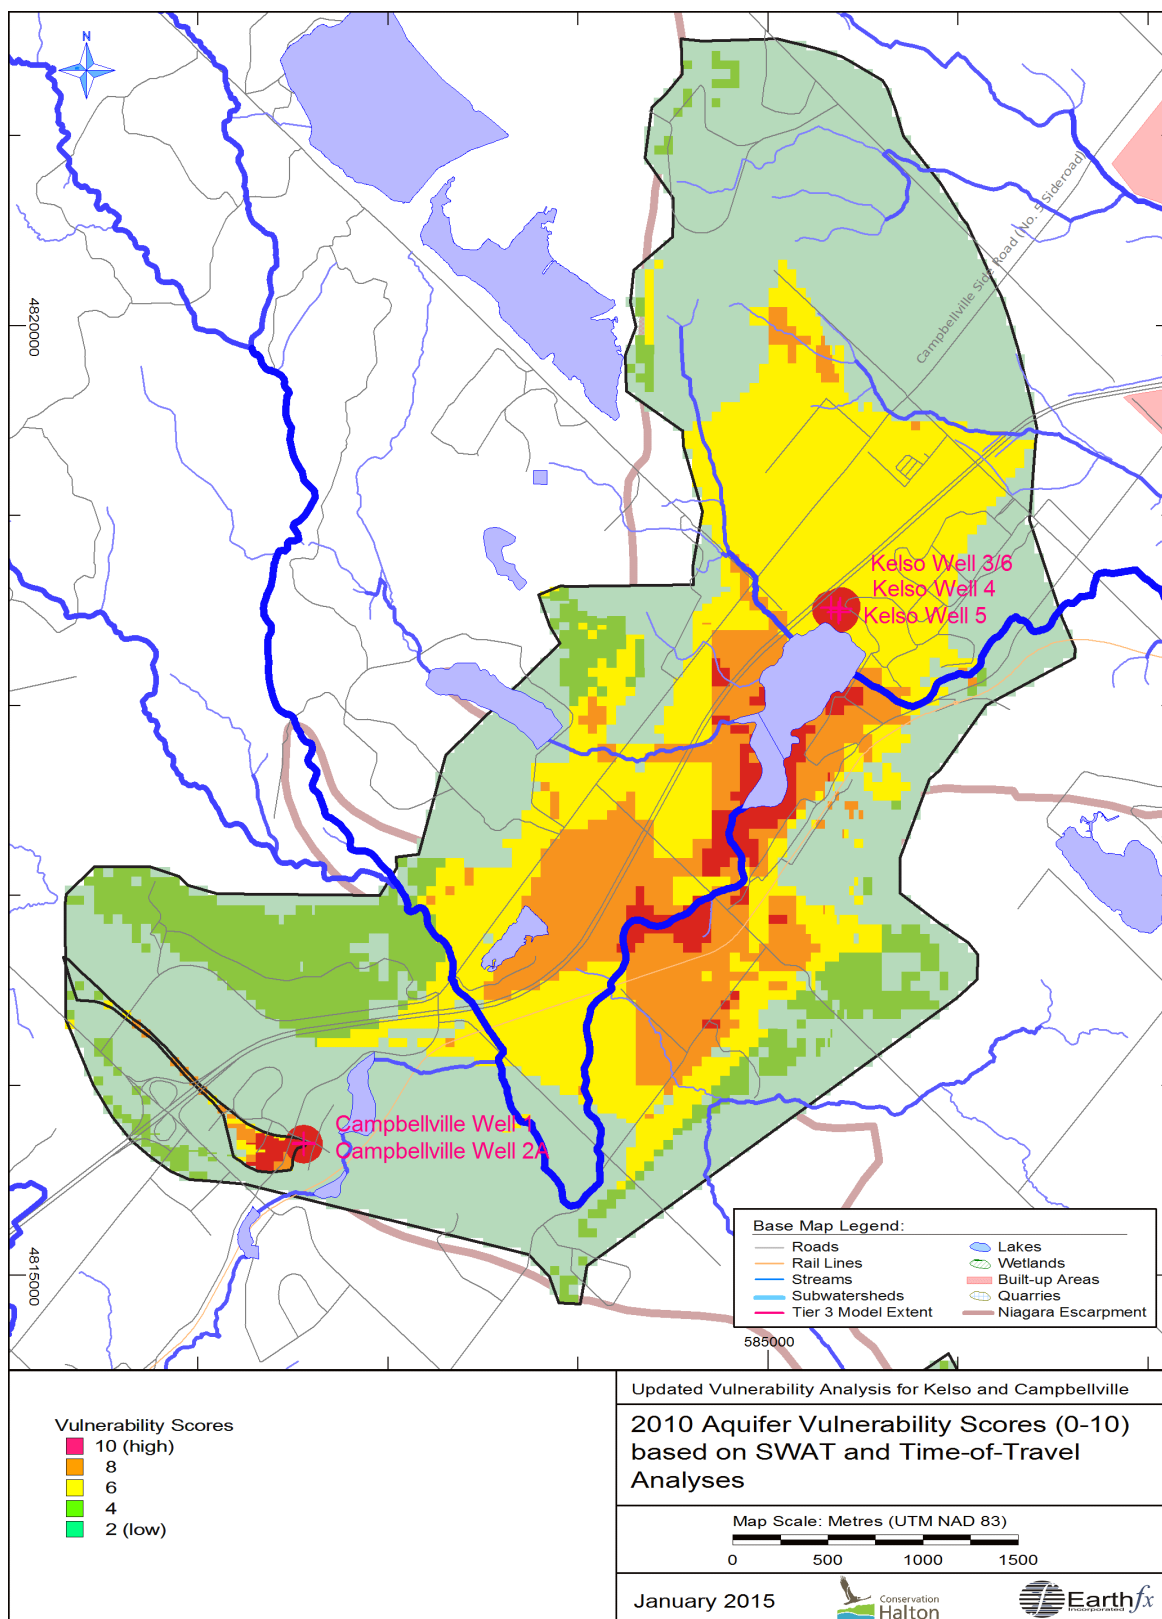 N
Campbellville Side Road (No. 5 Sideroad)
4820000
Kelso Well 3/6
Kelso Well 4
Kelso Well 5
Campbellville Well 1
Campbellville Well 2A
4815000
585000
Base Map Legend:
Roads
Rail Lines
Streams
Subwatersheds
Tier 3 Model Extent
Lakes
Wetlands
Built-up Areas
Quarries
Niagara Escarpment
Vulnerability Scores
10 (high)
8
6
4
2 (low)
Updated Vulnerability Analysis for Kelso and Campbellville
2010 Aquifer Vulnerability Scores (0-10)
based on SWAT and Time-of-Travel
Analyses
Map Scale: Metres (UTM NAD 83)
0 500 1000 1500
January 2015
Conservation
Halton
Earthfx
Incorporated